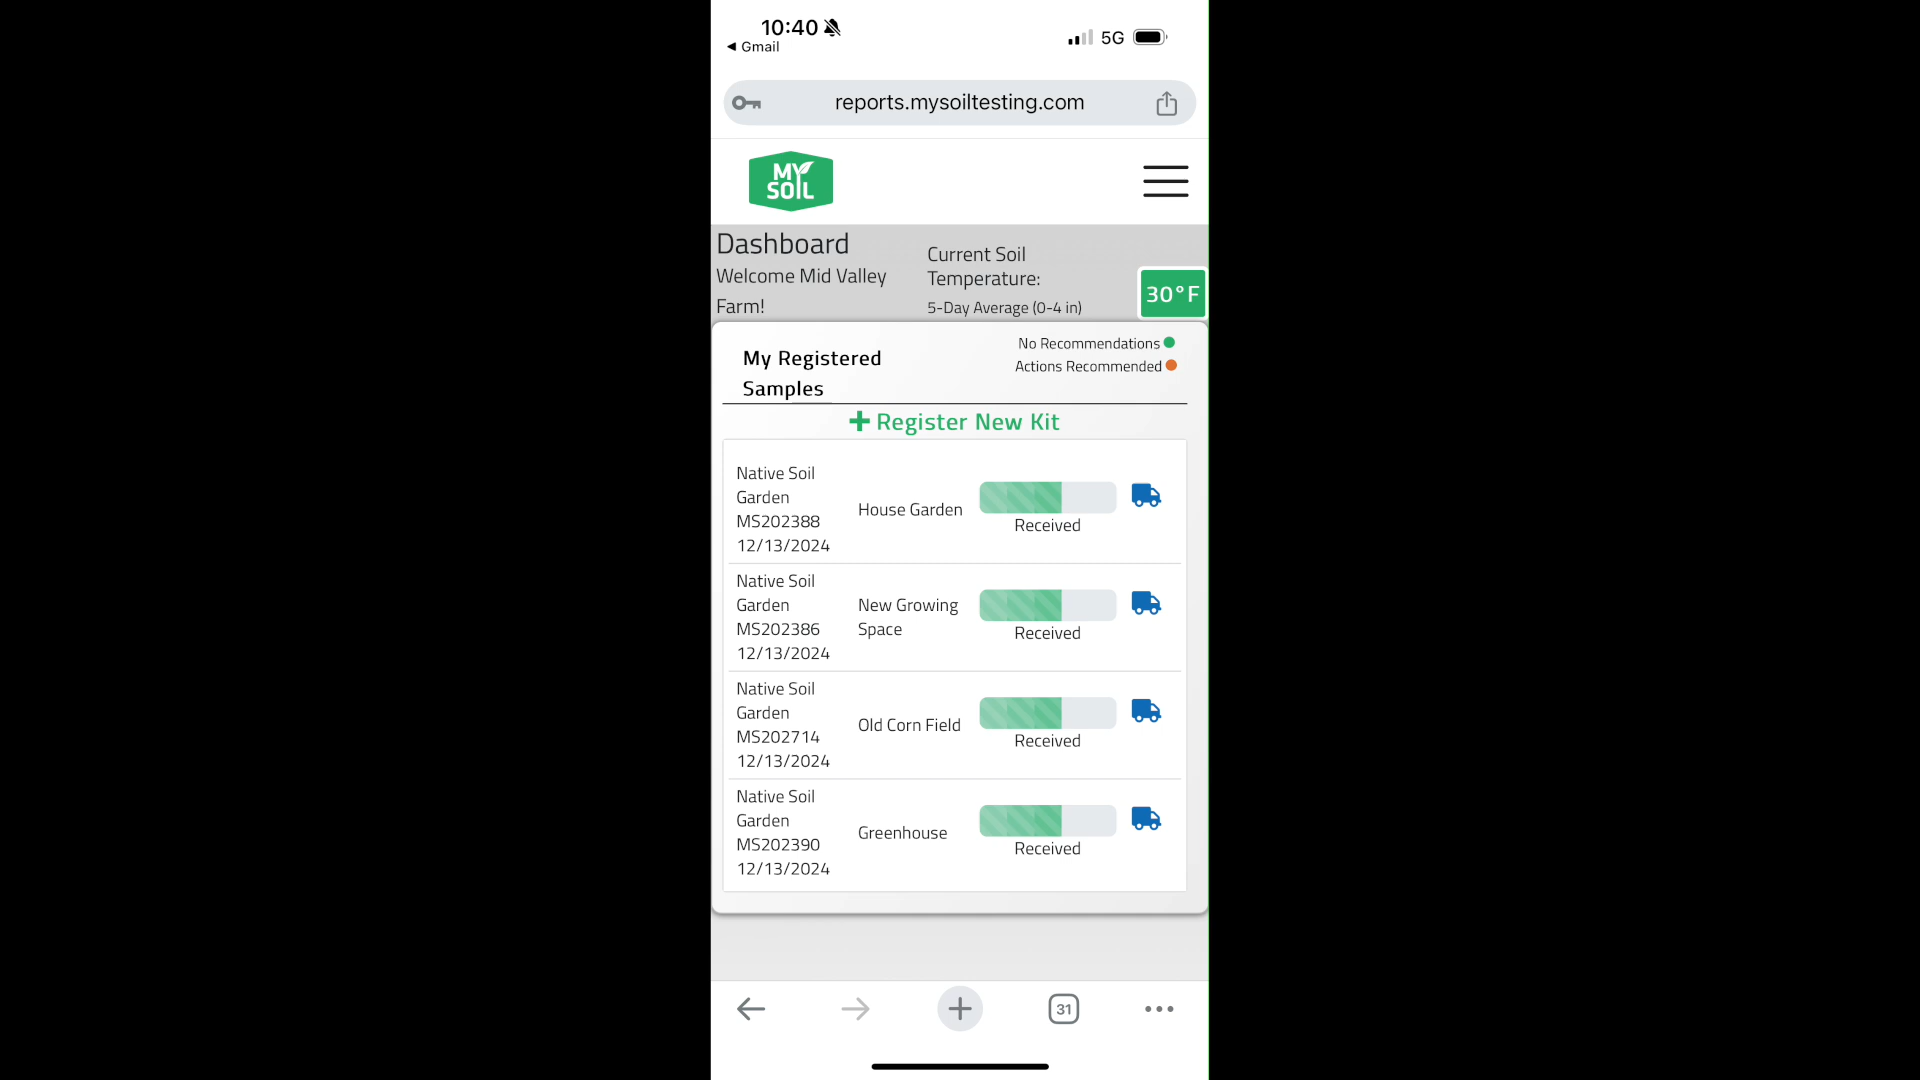 10:40
Gmail
5G
reports.mysoiltesting.com
MY
SOIL
Dashboard
Welcome Mid Valley
Farm!
Current Soil
Temperature:
5-Day Average (0-4 in)
30°F
My Registered
Samples
No Recommendations
Actions Recommended
Register New Kit
Native Soil
Garden
MS202388
12/13/2024
House Garden
Received
Native Soil
Garden
MS202386
12/13/2024
New Growing
Space
Received
Native Soil
Garden
MS202714
12/13/2024
Old Corn Field
Received
Native Soil
Garden
MS202390
12/13/2024
Greenhouse
Received
31